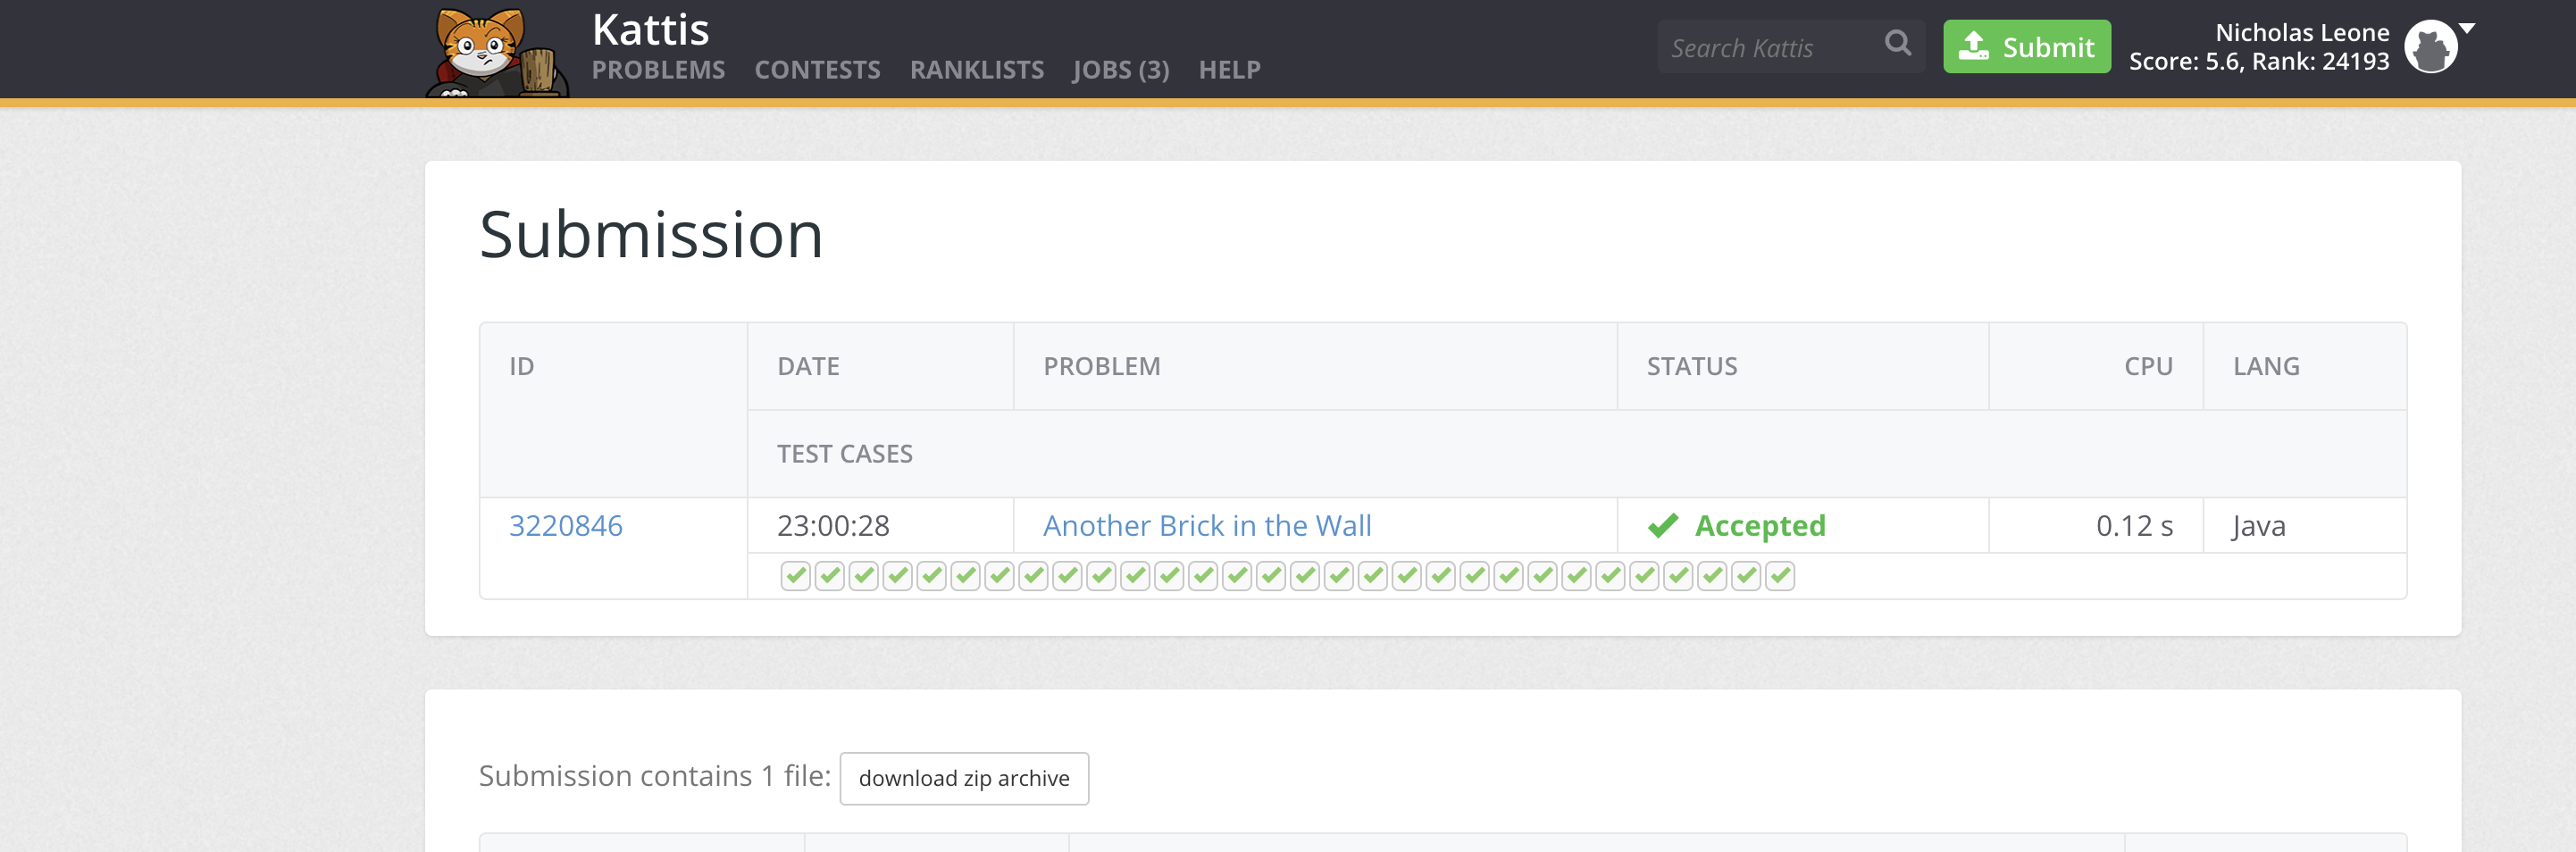 Kattis
PROBLEMS CONTESTS RANKLISTS JOBS (3) HELP
Search Kattis
Submit
Nicholas Leone
Score: 5.6, Rank: 24193
Submission
ID DATE PROBLEM STATUS CPU LANG
TEST CASES
3220846 23:00:28 Another Brick in the Wall Accepted 0.12 s Java
Submission contains 1 file: download zip archive